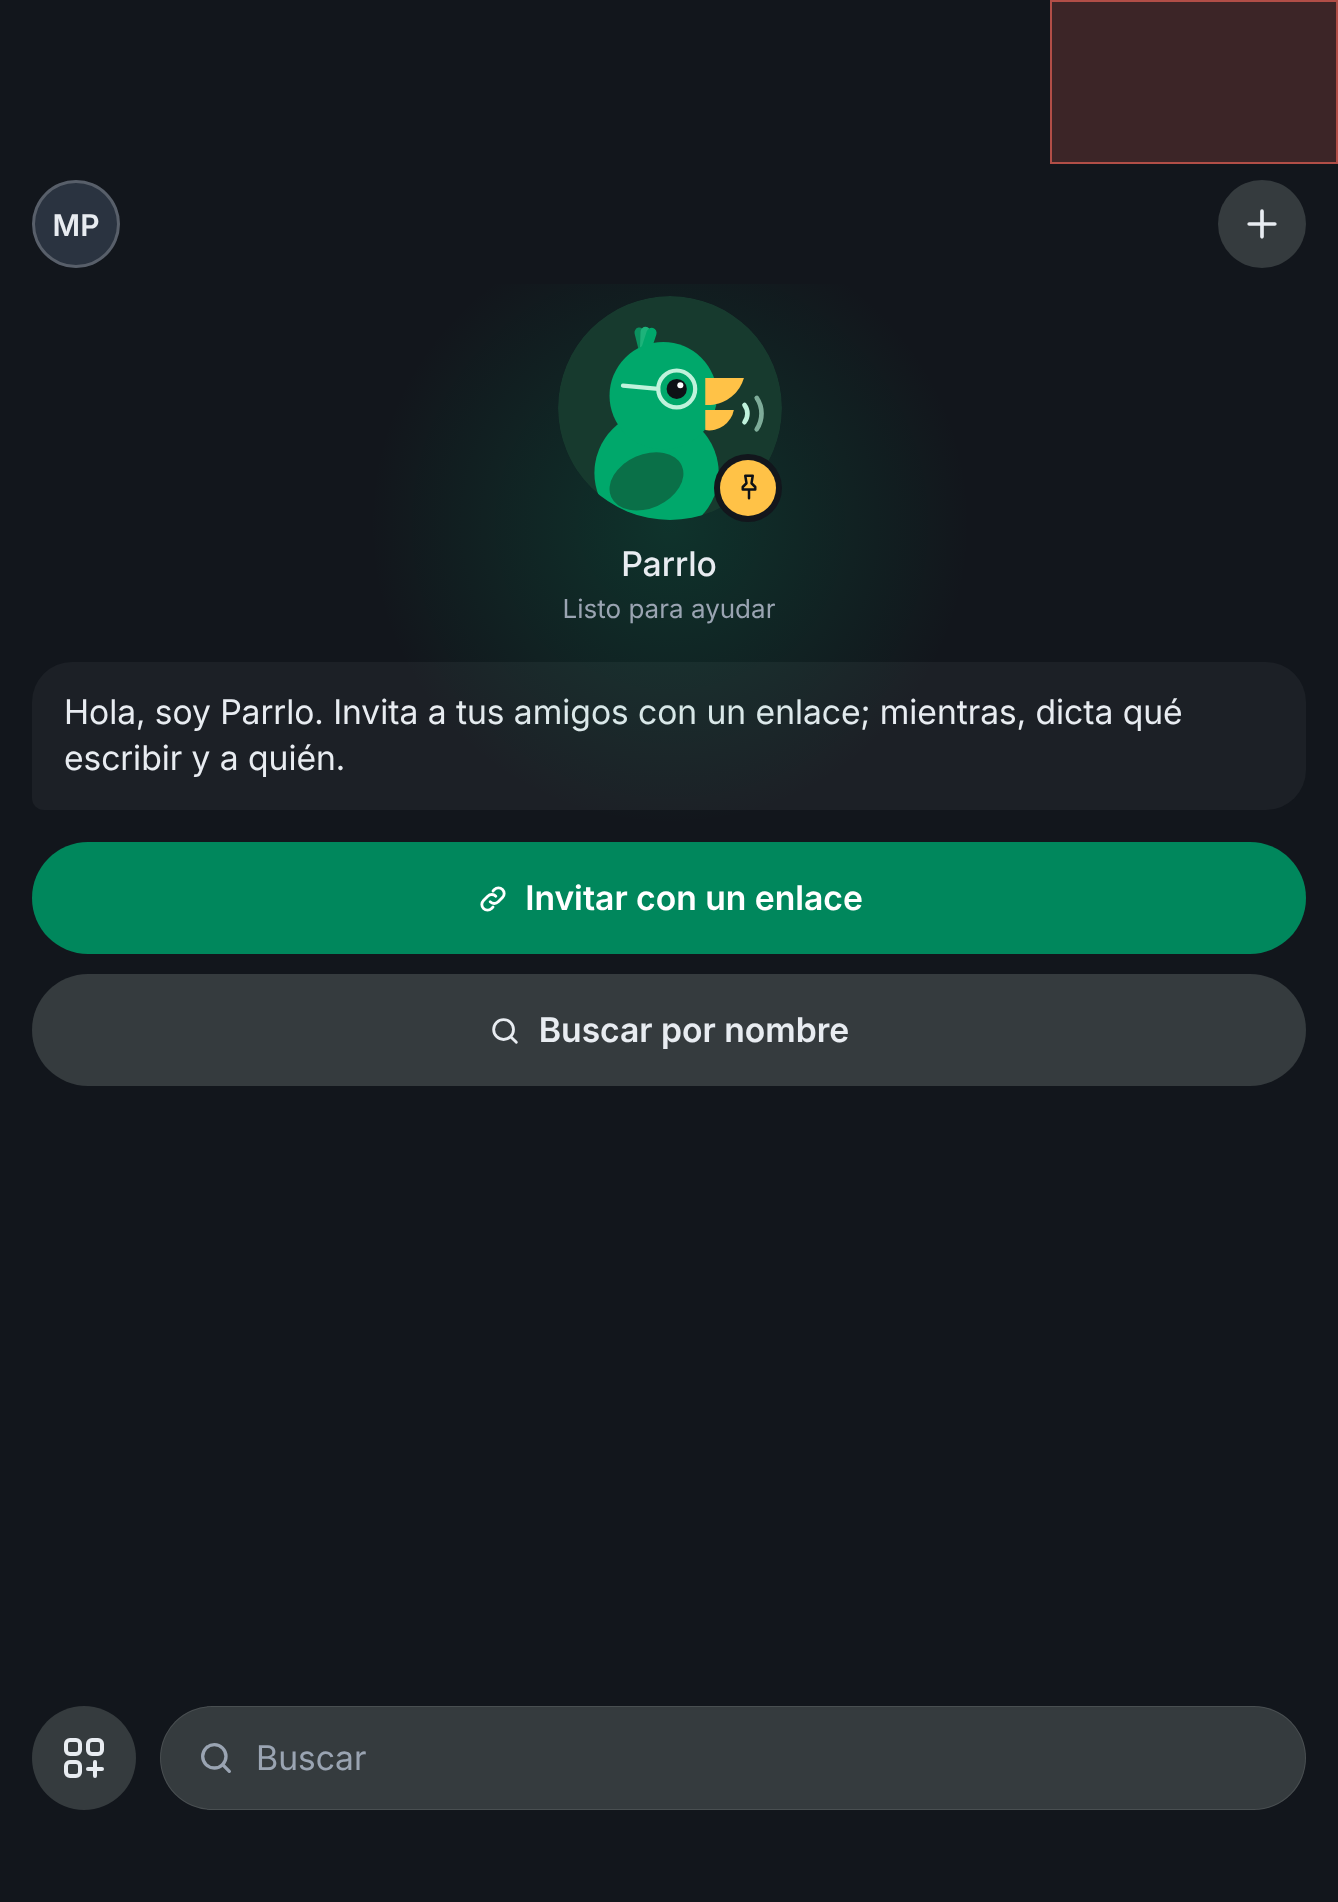 MP
Parrlo
Listo para ayudar
Hola, soy Parrlo. Invita a tus amigos con un enlace; mientras, dicta qué
escribir y a quién.
Invitar con un enlace
Buscar por nombre
Buscar